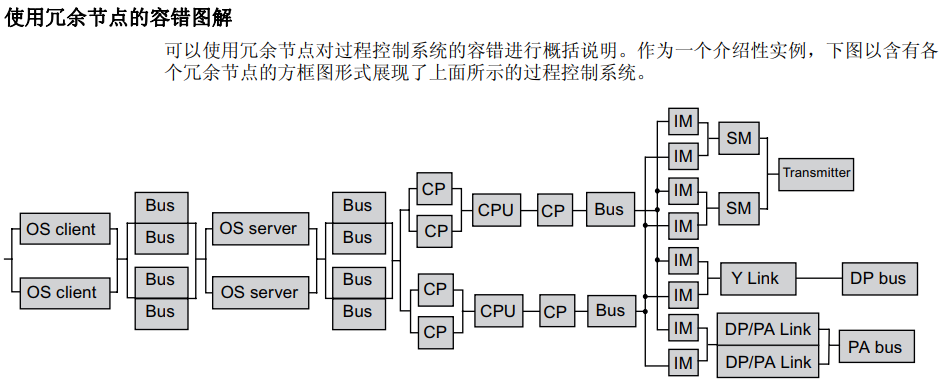 使用冗余节点的容错图解
可以使用冗余节点对过程控制系统的容错进行概括说明。作为一个介绍性实例，下图以含有各
个冗余节点的方框图形式展现了上面所示的过程控制系统。
OS client
OS client
Bus
Bus
Bus
Bus
OS server
OS server
Bus
Bus
Bus
Bus
CP
CP
CPU
CP
Bus
CP
CP
CPU
CP
Bus
IM
IM
SM
IM
IM
SM
Transmitter
IM
IM
Y Link
DP bus
IM
IM
DP/PA Link
DP/PA Link
PA bus